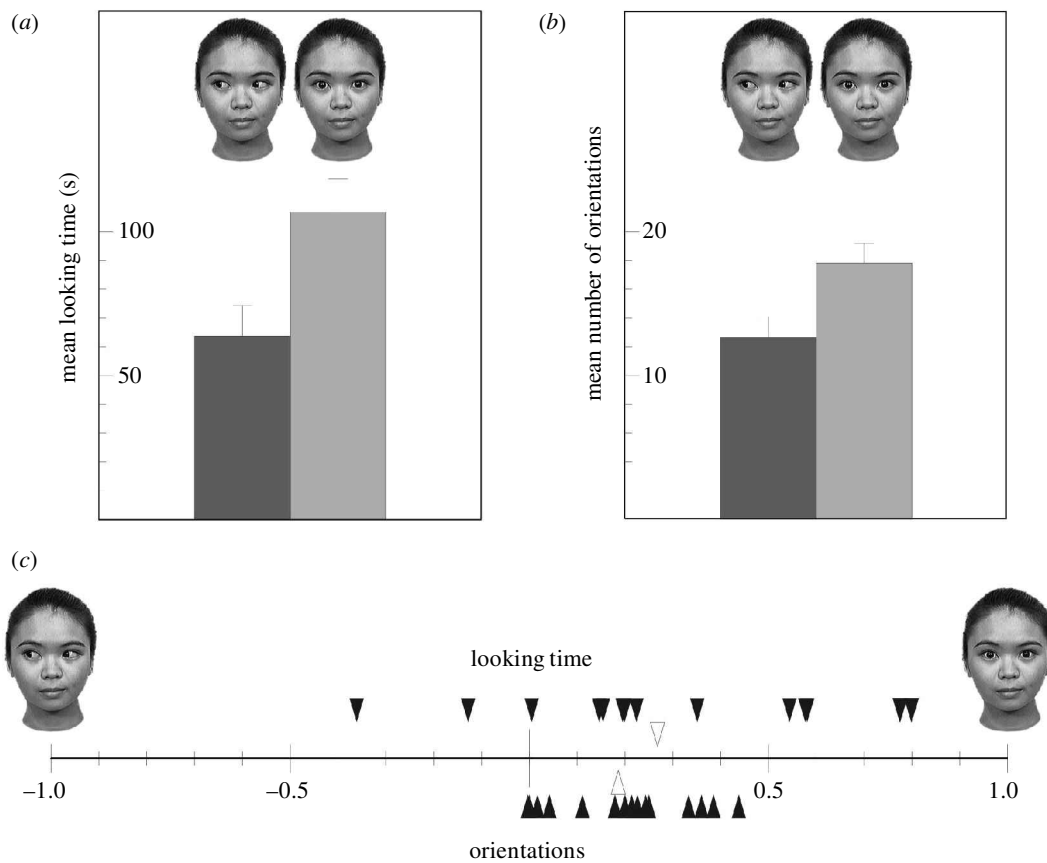 (a)
mean looking time (s)
100
50
(b)
mean number of orientations
20
10
(c)
looking time
–1.0
–0.5
0
0.5
1.0
orientations